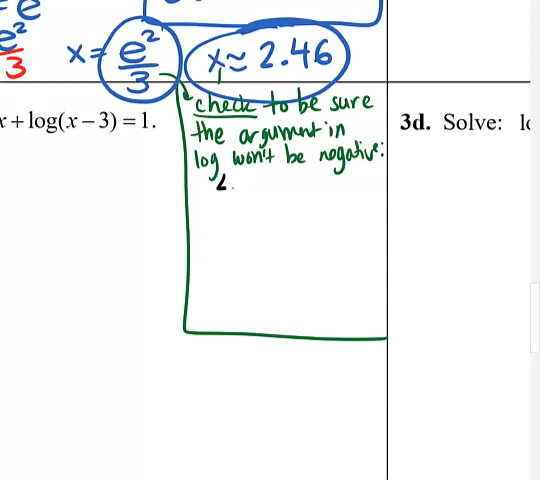 = e
e²
3
x = e²/3
x ≈ 2.46
x + log(x − 3) = 1.
check to be sure
the argument in
log won't be negative:
3d. Solve: